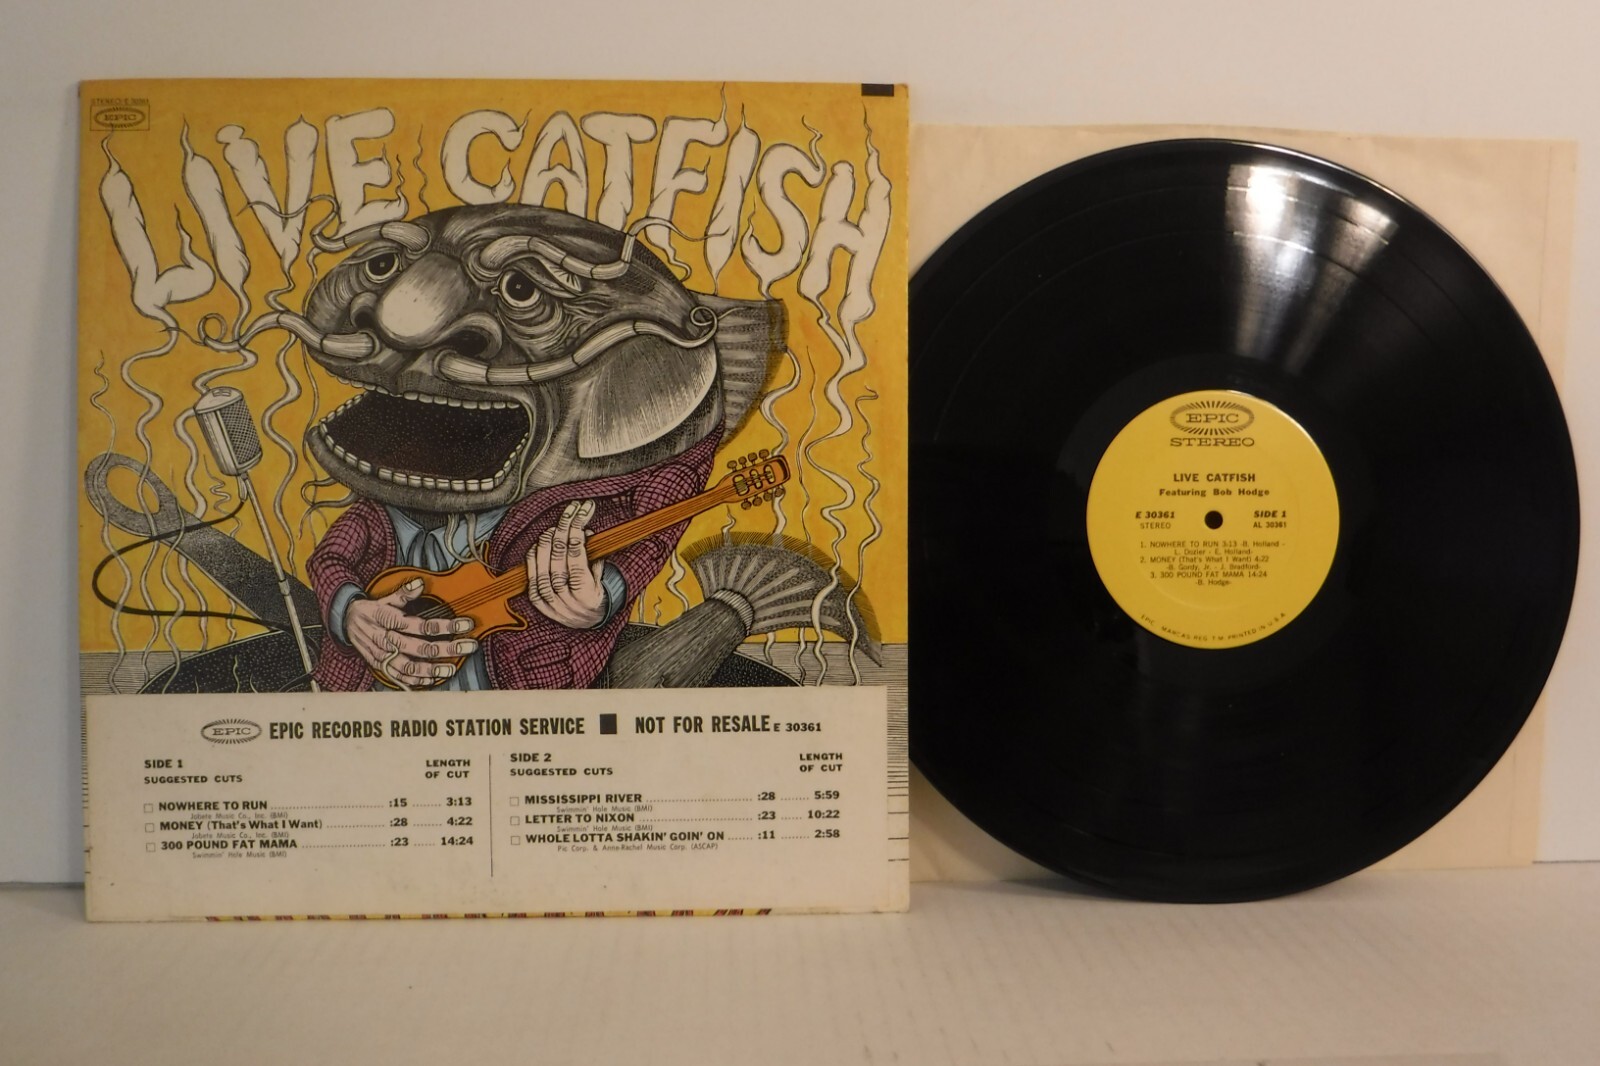 STEREO E 30361
EPIC
LIVE CATFISH
EPIC EPIC RECORDS RADIO STATION SERVICE ■ NOT FOR RESALE E 30361
SIDE 1
SUGGESTED CUTS
LENGTH
OF CUT
□ NOWHERE TO RUN :15 3:13
Jobete Music Co., Inc. (BMI)
□ MONEY (That's What I Want) :28 4:22
Jobete Music Co., Inc. (BMI)
□ 300 POUND FAT MAMA :23 14:24
Swimmin' Hole Music (BMI)
SIDE 2
SUGGESTED CUTS
LENGTH
OF CUT
□ MISSISSIPPI RIVER :28 5:59
Swimmin' Hole Music (BMI)
□ LETTER TO NIXON :23 10:22
Swimmin' Hole Music (BMI)
□ WHOLE LOTTA SHAKIN' GOIN' ON :11 2:58
Pic Corp. & Anne-Rachel Music Corp. (ASCAP)
EPIC
STEREO
LIVE CATFISH
Featuring Bob Hodge
E 30361 SIDE 1
STEREO AL 30361
1. NOWHERE TO RUN 3:13 -B. Holland -
L. Dozier - E. Holland-
2. MONEY (That's What I Want) 4:22
-B. Gordy, Jr. - J. Bradford-
3. 300 POUND FAT MAMA 14:24
-B. Hodge-
EPIC, MARCAS REG. T.M. PRINTED IN U.S.A.